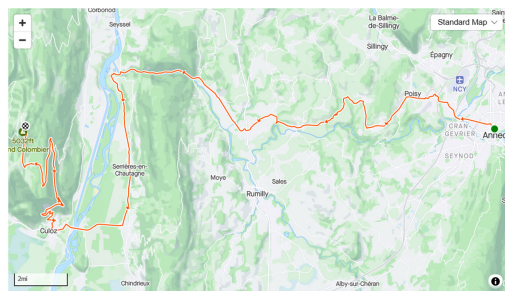 Corbonod
Seyssel
La Balme-
de-Sillingy
Standard Map
Sillingy
Épagny
NCY
Poisy
Annec
GRAN-
GEVRIER
SEYNOD
5032ft
nd Colombier
Serrières-en-
Chautagne
Moye
Sales
Rumilly
Culoz
2mi
Chindrieux
Alby-sur-Chéran